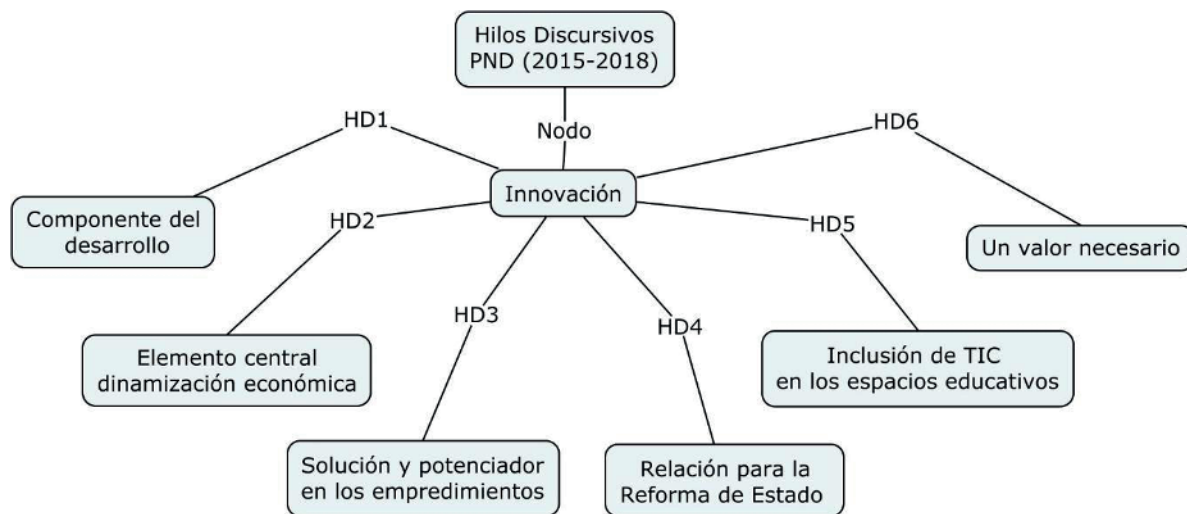 Hilos Discursivos
PND (2015-2018)
Nodo
Innovación
HD1
Componente del
desarrollo
HD2
Elemento central
dinamización económica
HD3
Solución y potenciador
en los empredimientos
HD4
Relación para la
Reforma de Estado
HD5
Inclusión de TIC
en los espacios educativos
HD6
Un valor necesario